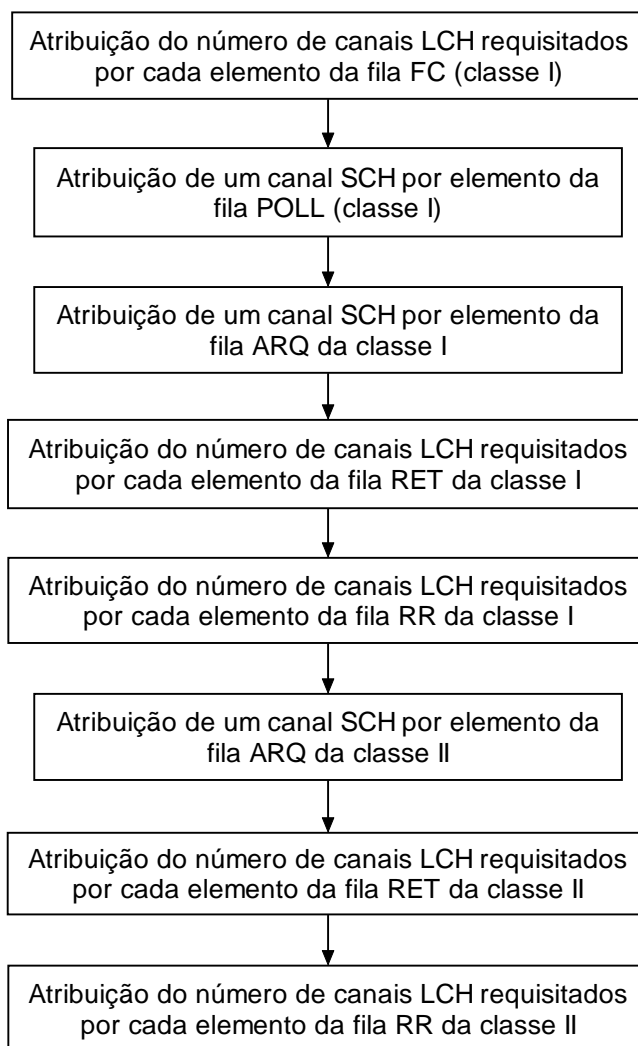 Atribuição do número de canais LCH requisitados
por cada elemento da fila FC (classe I)
Atribuição de um canal SCH por elemento da
fila POLL (classe I)
Atribuição de um canal SCH por elemento da
fila ARQ da classe I
Atribuição do número de canais LCH requisitados
por cada elemento da fila RET da classe I
Atribuição do número de canais LCH requisitados
por cada elemento da fila RR da classe I
Atribuição de um canal SCH por elemento da
fila ARQ da classe II
Atribuição do número de canais LCH requisitados
por cada elemento da fila RET da classe II
Atribuição do número de canais LCH requisitados
por cada elemento da fila RR da classe II